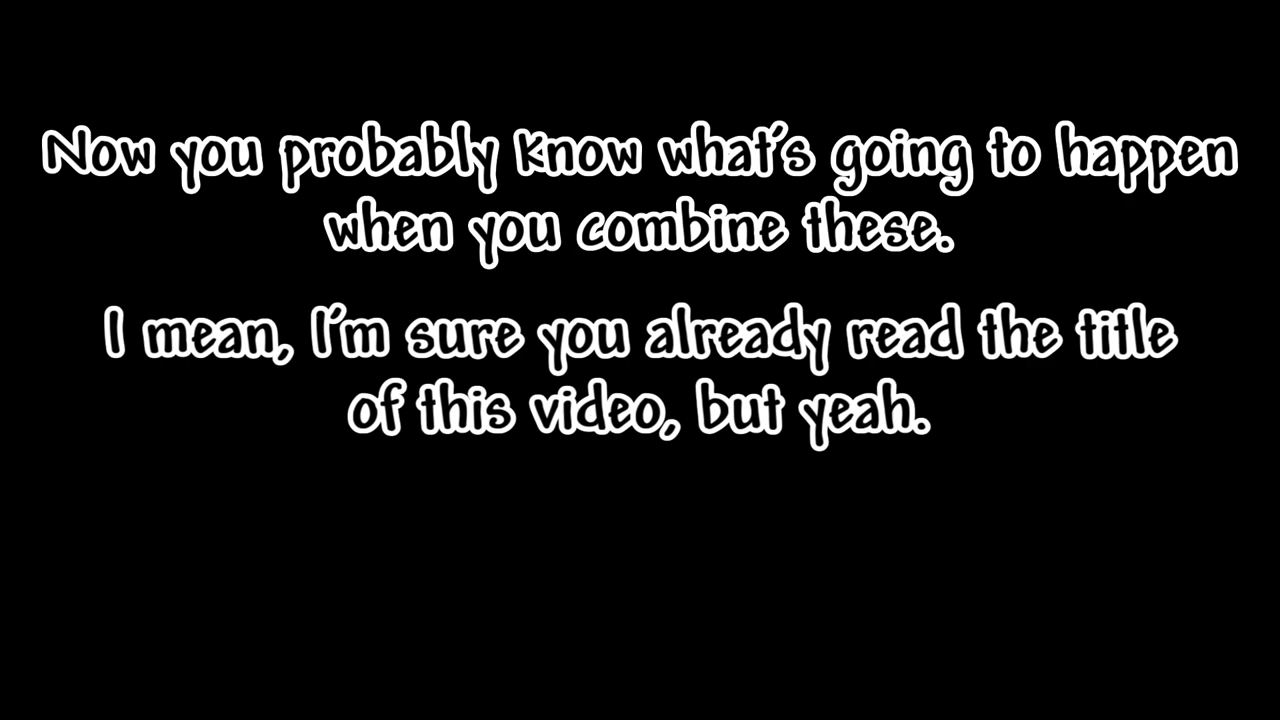 Now you probably know what's going to happen
when you combine these.
I mean, I'm sure you already read the title
of this video, but yeah.